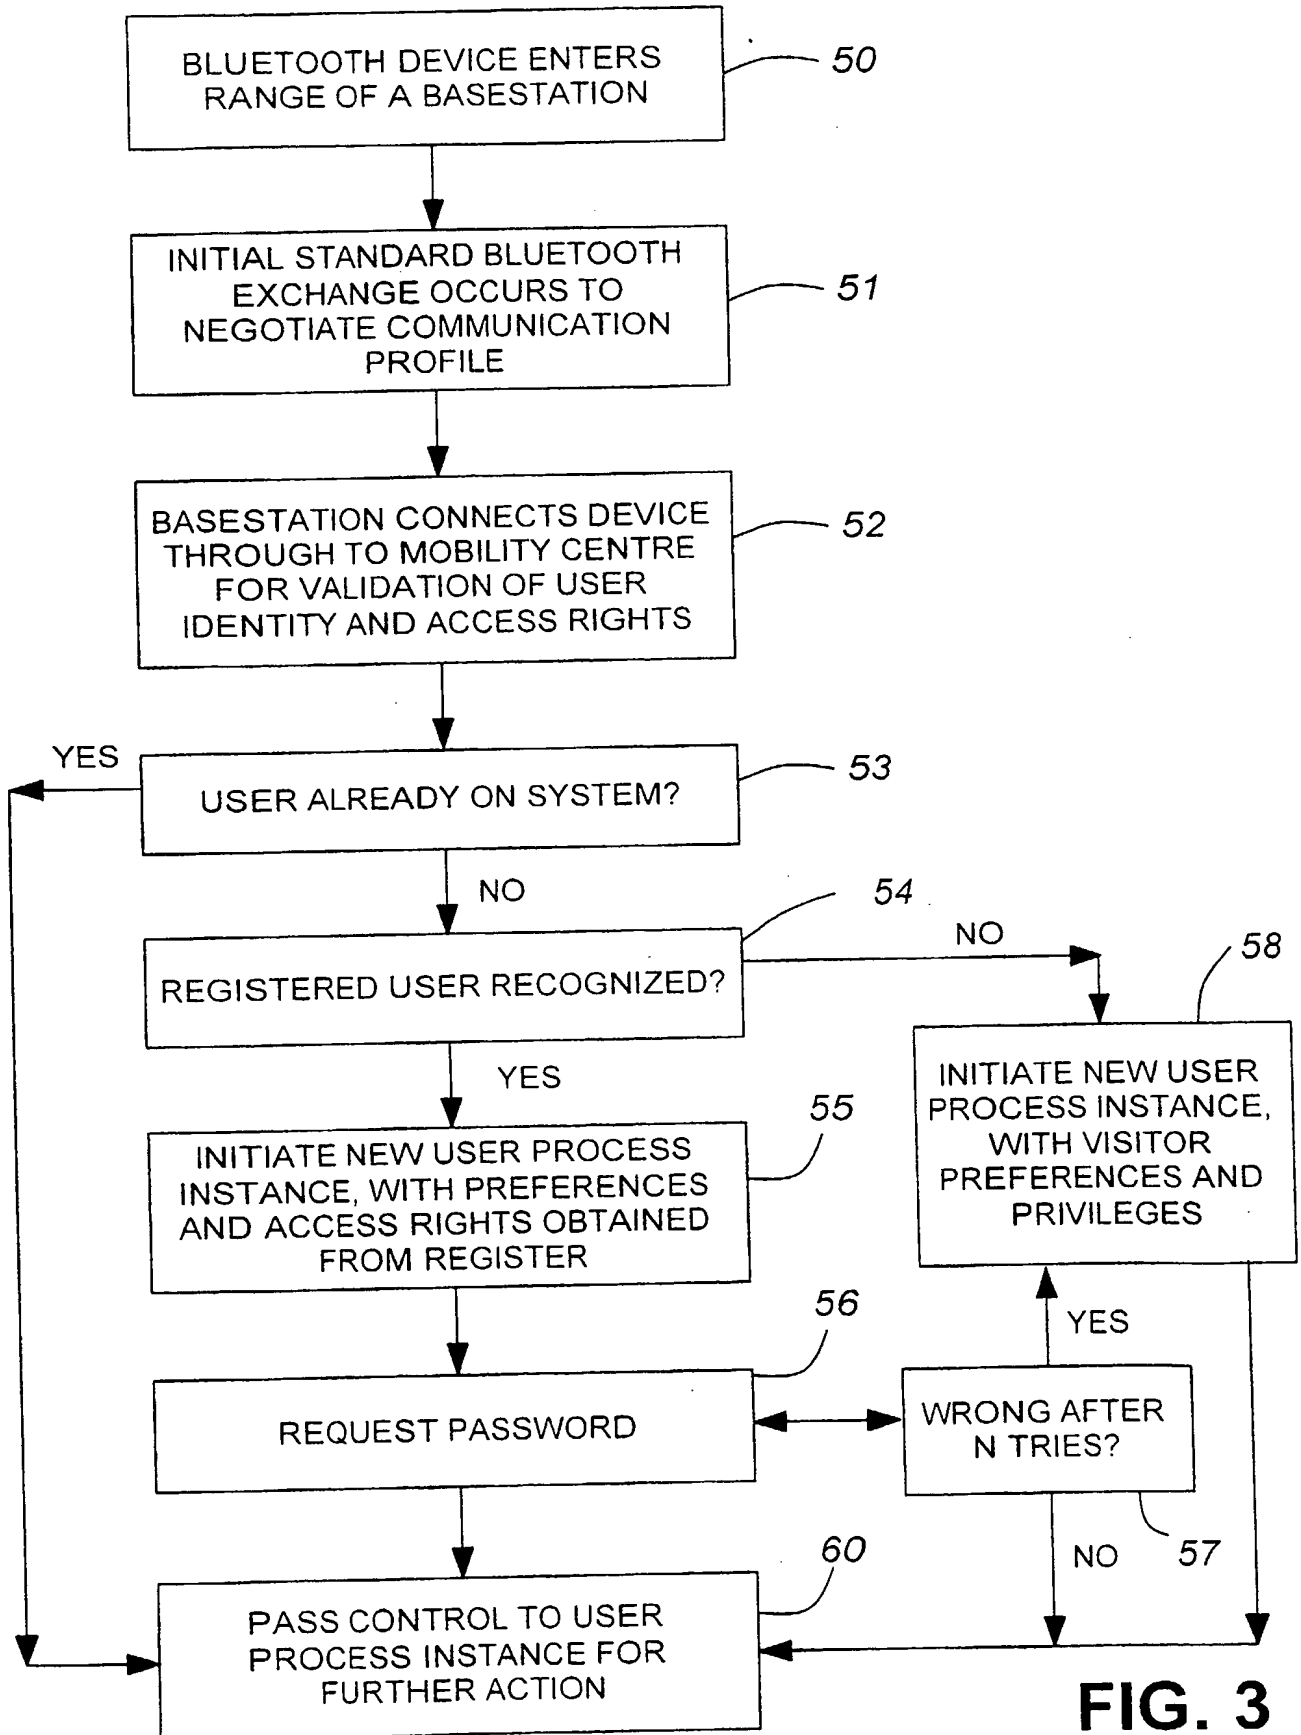 BLUETOOTH DEVICE ENTERS
RANGE OF A BASESTATION
50
INITIAL STANDARD BLUETOOTH
EXCHANGE OCCURS TO
NEGOTIATE COMMUNICATION
PROFILE
51
BASESTATION CONNECTS DEVICE
THROUGH TO MOBILITY CENTRE
FOR VALIDATION OF USER
IDENTITY AND ACCESS RIGHTS
52
YES
USER ALREADY ON SYSTEM?
53
NO
54
REGISTERED USER RECOGNIZED?
NO
58
YES
INITIATE NEW USER
PROCESS INSTANCE,
WITH VISITOR
PREFERENCES AND
PRIVILEGES
INITIATE NEW USER PROCESS
INSTANCE, WITH PREFERENCES
AND ACCESS RIGHTS OBTAINED
FROM REGISTER
55
56
YES
REQUEST PASSWORD
WRONG AFTER
N TRIES?
57
NO
60
PASS CONTROL TO USER
PROCESS INSTANCE FOR
FURTHER ACTION
FIG. 3